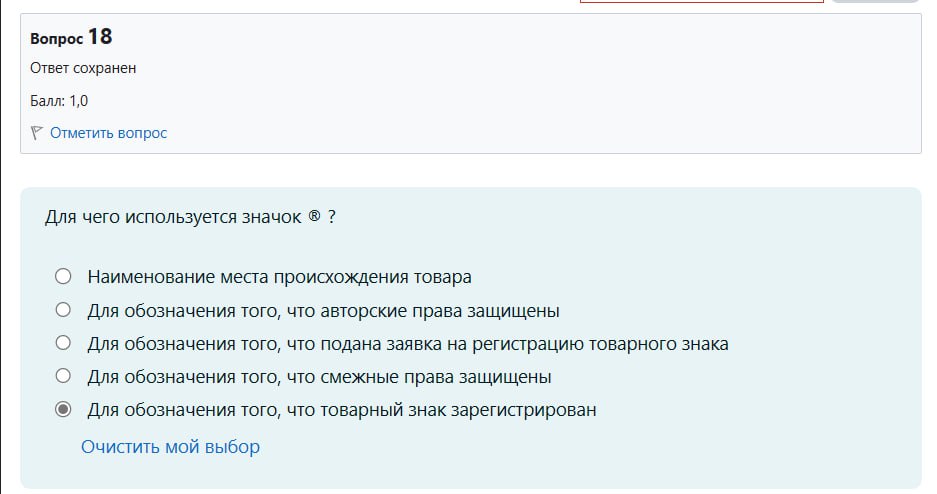 Вопрос 18
Ответ сохранен
Балл: 1,0
Отметить вопрос
Для чего используется значок ® ?
Наименование места происхождения товара
Для обозначения того, что авторские права защищены
Для обозначения того, что подана заявка на регистрацию товарного знака
Для обозначения того, что смежные права защищены
Для обозначения того, что товарный знак зарегистрирован
Очистить мой выбор